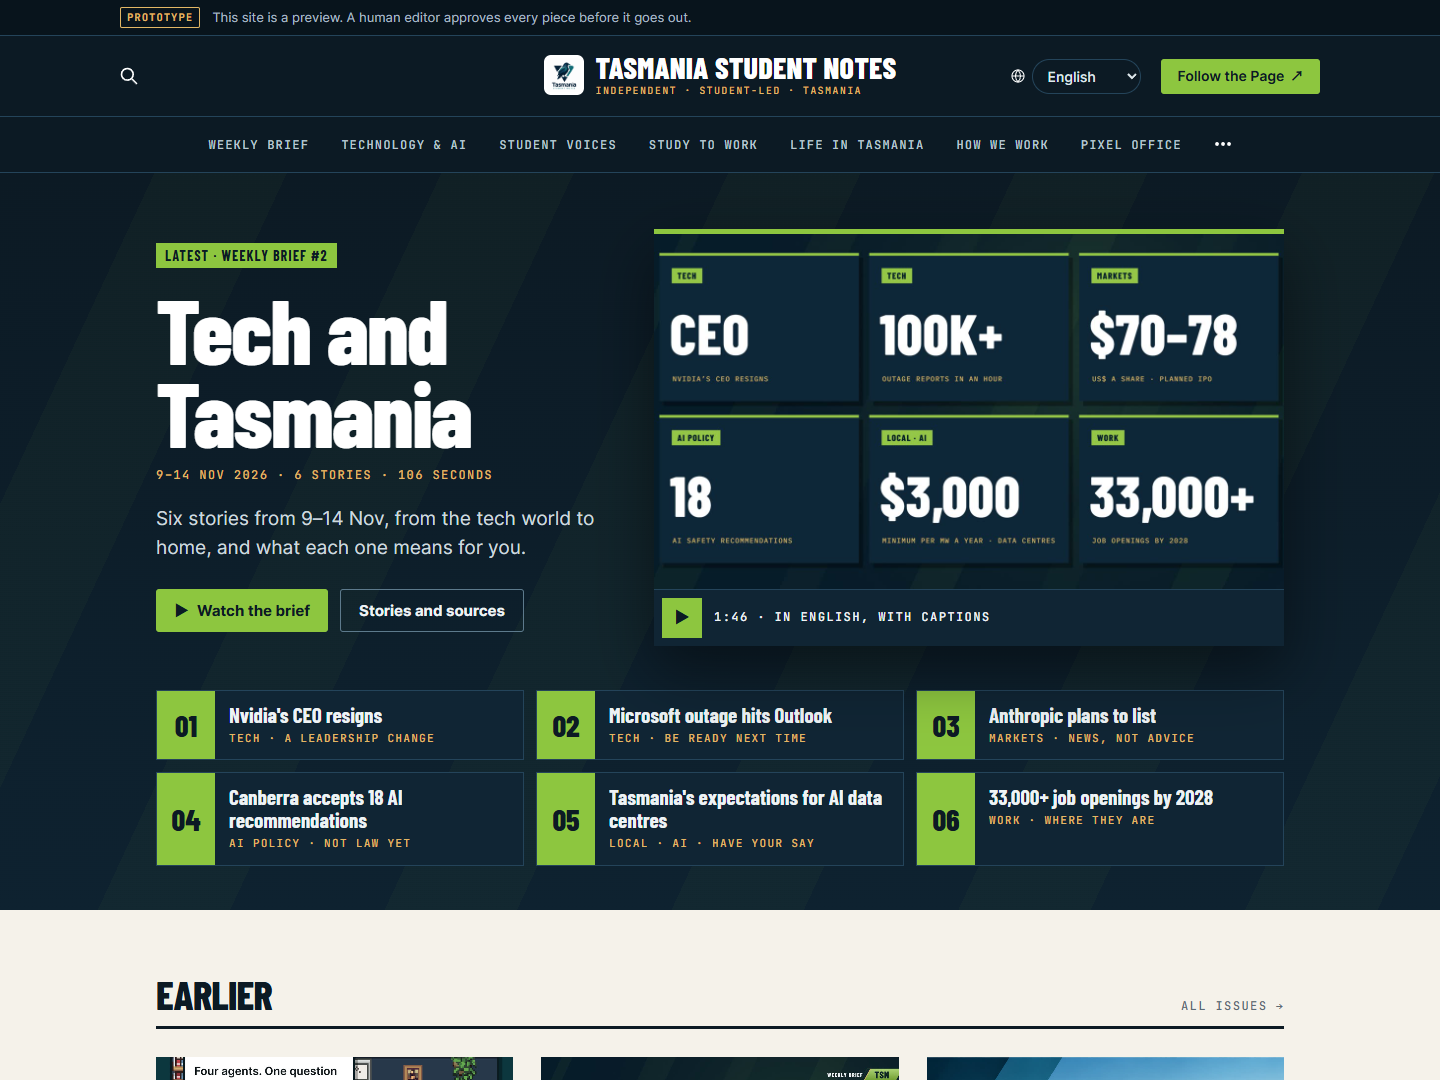 PROTOTYPE This site is a preview. A human editor approves every piece before it goes out.
Tasmania
TASMANIA STUDENT NOTES
INDEPENDENT · STUDENT-LED · TASMANIA
English
Follow the Page ↗
WEEKLY BRIEF TECHNOLOGY & AI STUDENT VOICES STUDY TO WORK LIFE IN TASMANIA HOW WE WORK PIXEL OFFICE •••
LATEST · WEEKLY BRIEF #2
Tech and
Tasmania
9–14 NOV 2026 · 6 STORIES · 106 SECONDS
Six stories from 9–14 Nov, from the tech world to
home, and what each one means for you.
Watch the brief
Stories and sources
TECH
CEO
NVIDIA'S CEO RESIGNS
TECH
100K+
OUTAGE REPORTS IN AN HOUR
MARKETS
$70–78
US$ A SHARE · PLANNED IPO
AI POLICY
18
AI SAFETY RECOMMENDATIONS
LOCAL · AI
$3,000
MINIMUM PER MW A YEAR · DATA CENTRES
WORK
33,000+
JOB OPENINGS BY 2028
1:46 · IN ENGLISH, WITH CAPTIONS
01
Nvidia's CEO resigns
TECH · A LEADERSHIP CHANGE
02
Microsoft outage hits Outlook
TECH · BE READY NEXT TIME
03
Anthropic plans to list
MARKETS · NEWS, NOT ADVICE
04
Canberra accepts 18 AI
recommendations
AI POLICY · NOT LAW YET
05
Tasmania's expectations for AI data
centres
LOCAL · AI · HAVE YOUR SAY
06
33,000+ job openings by 2028
WORK · WHERE THEY ARE
EARLIER
ALL ISSUES →
Four agents. One question
WEEKLY BRIEF TSN